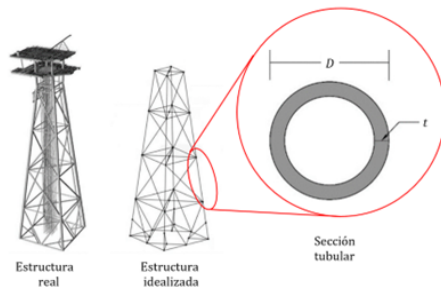 D
t
Estructura
real
Estructura
idealizada
Sección
tubular